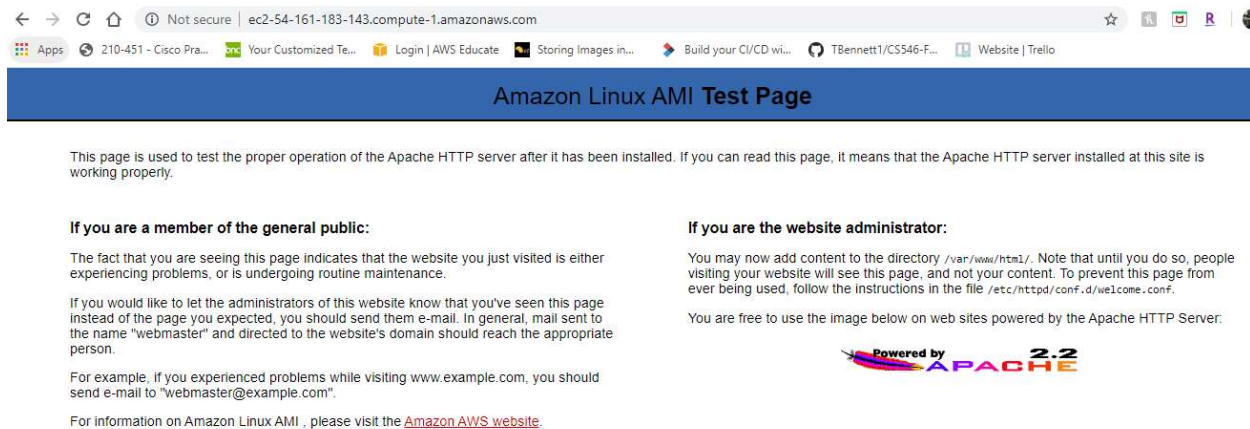 Not secure | ec2-54-161-183-143.compute-1.amazonaws.com
Apps 210-451 - Cisco Pra... Your Customized Te... Login | AWS Educate Storing Images in... Build your CI/CD wi... TBennett1/CS546-F... Website | Trello
Amazon Linux AMI Test Page
This page is used to test the proper operation of the Apache HTTP server after it has been installed. If you can read this page, it means that the Apache HTTP server installed at this site is
working properly.
If you are a member of the general public:
The fact that you are seeing this page indicates that the website you just visited is either
experiencing problems, or is undergoing routine maintenance.
If you would like to let the administrators of this website know that you've seen this page
instead of the page you expected, you should send them e-mail. In general, mail sent to
the name "webmaster" and directed to the website's domain should reach the appropriate
person.
For example, if you experienced problems while visiting www.example.com, you should
send e-mail to "webmaster@example.com".
For information on Amazon Linux AMI , please visit the Amazon AWS website.
If you are the website administrator:
You may now add content to the directory /var/www/html/. Note that until you do so, people
visiting your website will see this page, and not your content. To prevent this page from
ever being used, follow the instructions in the file /etc/httpd/conf.d/welcome.conf.
You are free to use the image below on web sites powered by the Apache HTTP Server:
Powered by 2.2
APACHE